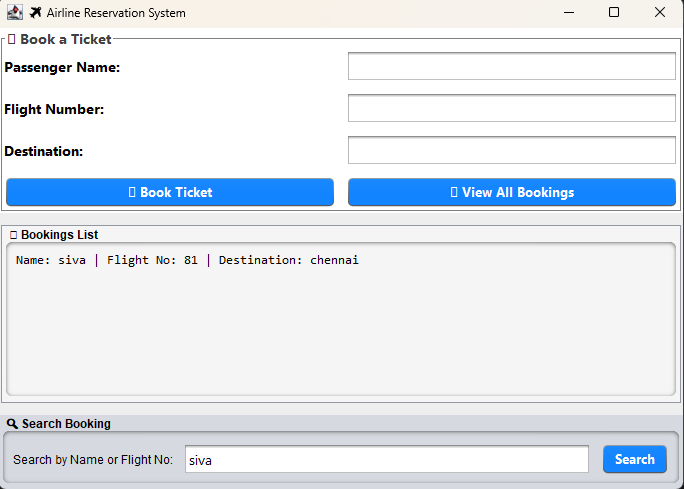 Airline Reservation System
Book a Ticket
Passenger Name:
Flight Number:
Destination:
Book Ticket
View All Bookings
Bookings List
Name: siva | Flight No: 81 | Destination: chennai
Search Booking
Search by Name or Flight No: siva Search